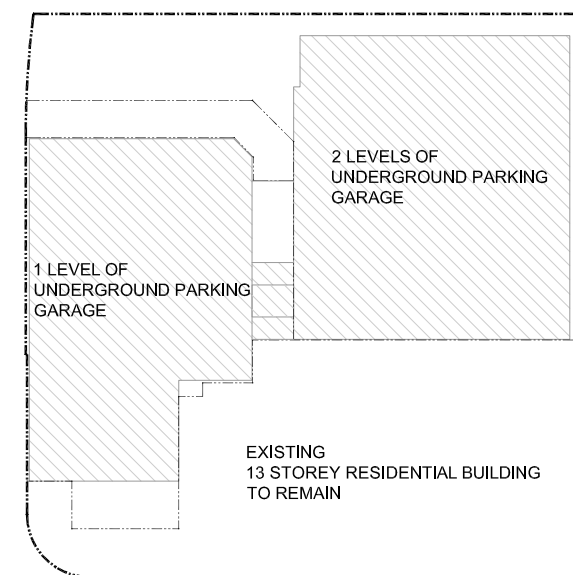 2 LEVELS OF
UNDERGROUND PARKING
GARAGE
1 LEVEL OF
UNDERGROUND PARKING
GARAGE
EXISTING
13 STOREY RESIDENTIAL BUILDING
TO REMAIN